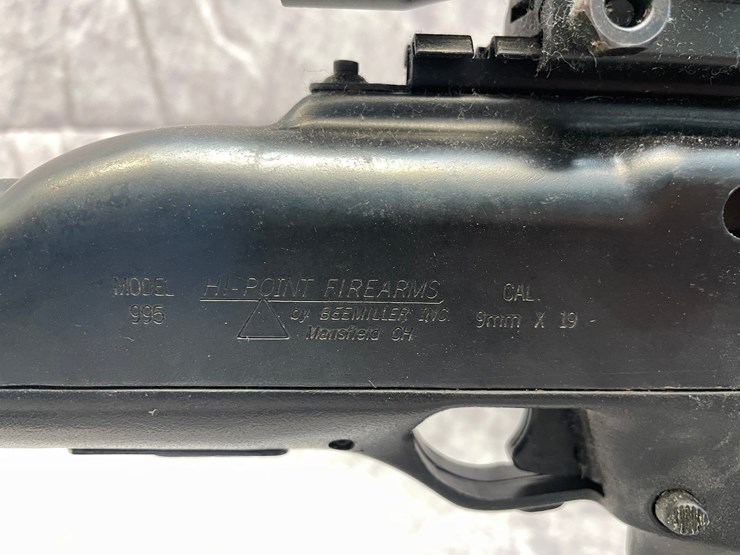 MODEL
995
HI-POINT FIREARMS
by BEEMILLER INC.
Mansfield OH
CAL.
9mm X 19